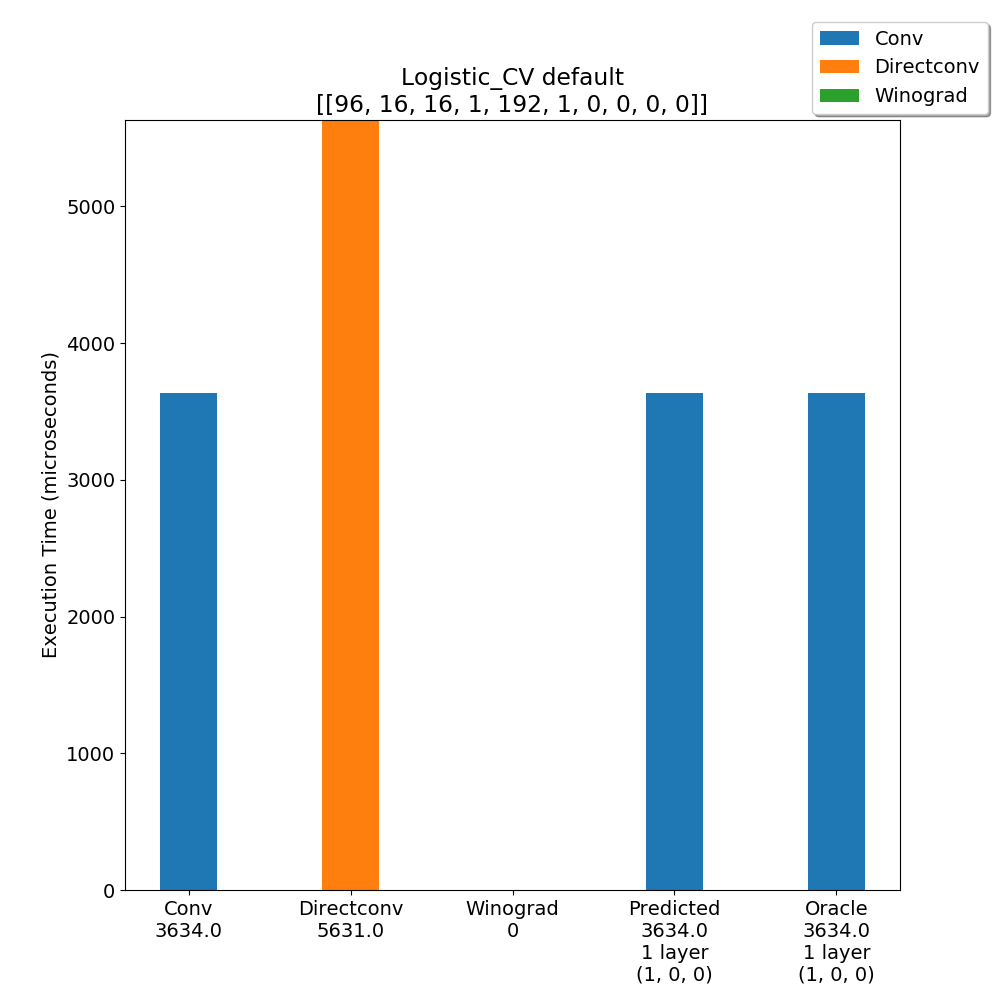 Conv
Directconv
Winograd
Logistic_CV default
[[96, 16, 16, 1, 192, 1, 0, 0, 0, 0]]
Execution Time (microseconds)
5000
4000
3000
2000
1000
0
Conv
3634.0
Directconv
5631.0
Winograd
0
Predicted
3634.0
1 layer
(1, 0, 0)
Oracle
3634.0
1 layer
(1, 0, 0)